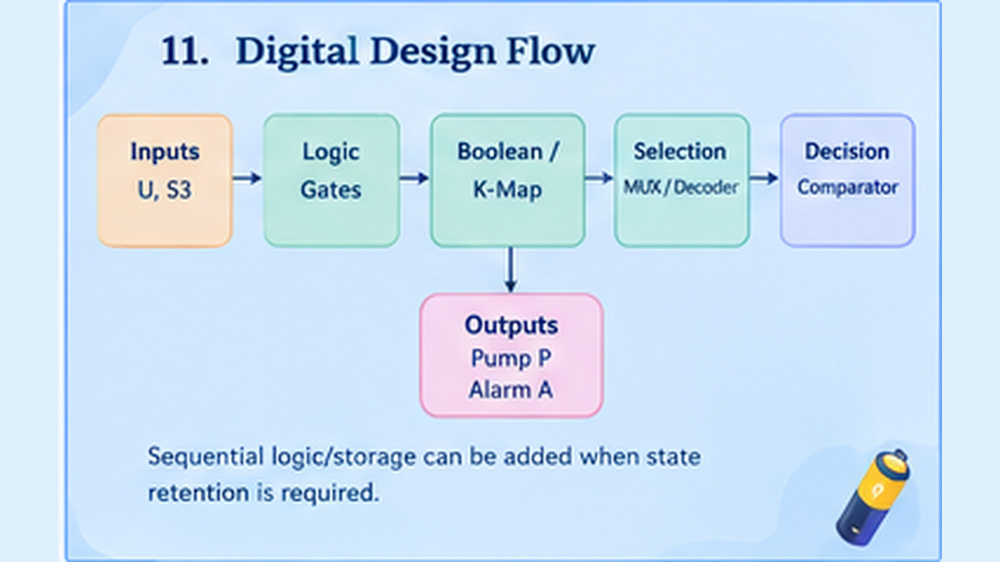 11. Digital Design Flow
Inputs
U, S3
Logic
Gates
Boolean /
K-Map
Selection
MUX / Decoder
Decision
Comparator
Outputs
Pump P
Alarm A
Sequential logic/storage can be added when state
retention is required.